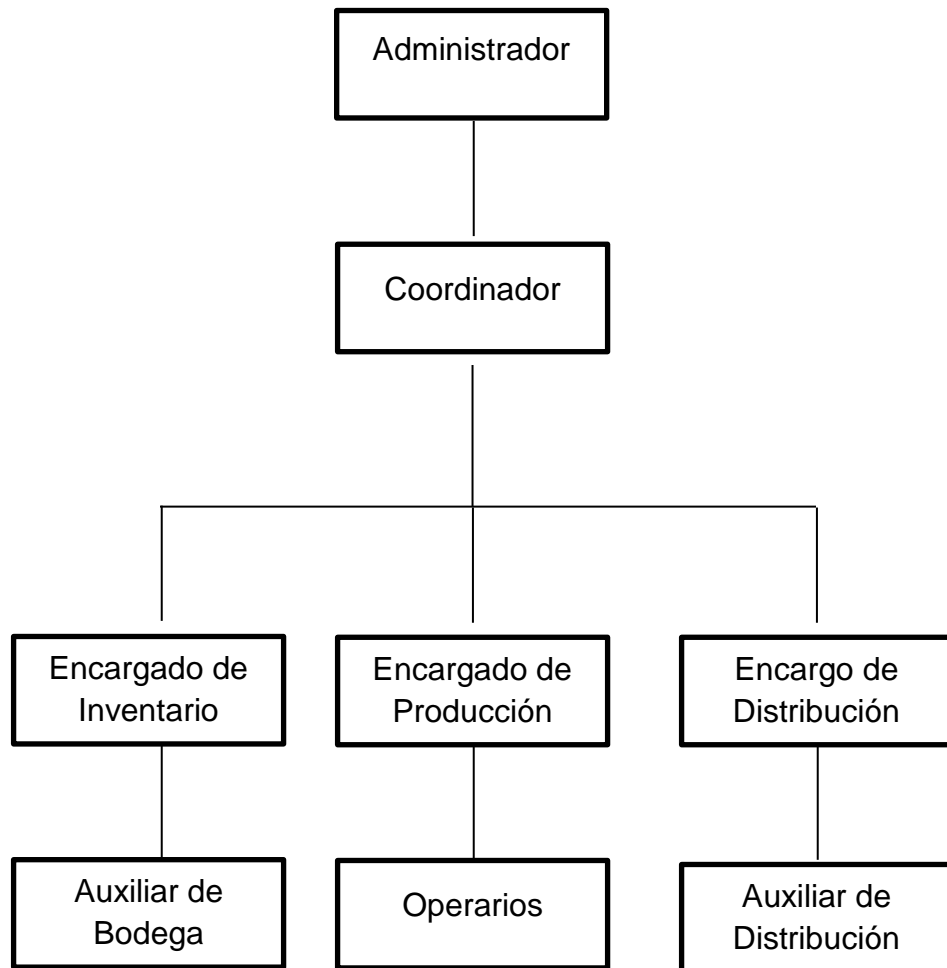 Administrador
Coordinador
Encargado de
Inventario
Encargado de
Producción
Encargo de
Distribución
Auxiliar de
Bodega
Operarios
Auxiliar de
Distribución